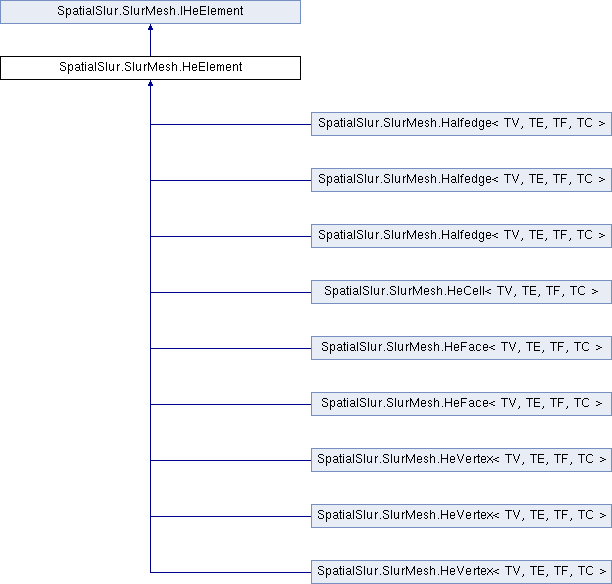 SpatialSlur.SlurMesh.IHeElement
SpatialSlur.SlurMesh.HeElement
SpatialSlur.SlurMesh.Halfedge< TV, TE, TF, TC >
SpatialSlur.SlurMesh.Halfedge< TV, TE, TF, TC >
SpatialSlur.SlurMesh.Halfedge< TV, TE, TF, TC >
SpatialSlur.SlurMesh.HeCell< TV, TE, TF, TC >
SpatialSlur.SlurMesh.HeFace< TV, TE, TF, TC >
SpatialSlur.SlurMesh.HeFace< TV, TE, TF, TC >
SpatialSlur.SlurMesh.HeVertex< TV, TE, TF, TC >
SpatialSlur.SlurMesh.HeVertex< TV, TE, TF, TC >
SpatialSlur.SlurMesh.HeVertex< TV, TE, TF, TC >